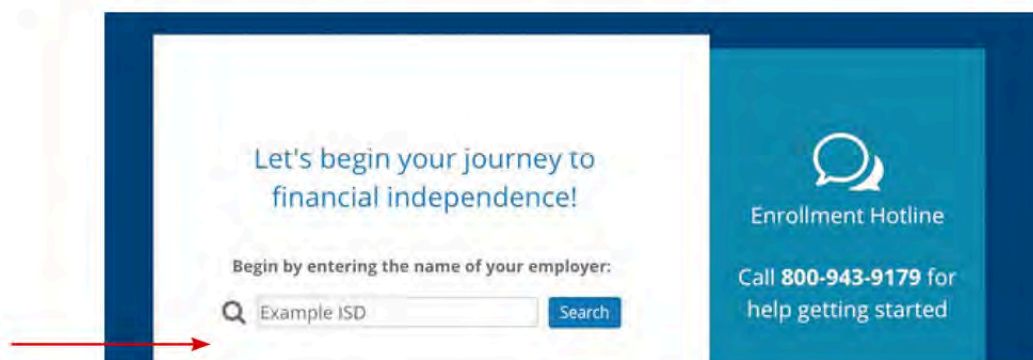 Let's begin your journey to
financial independence!
Begin by entering the name of your employer:
Example ISD
Search
Enrollment Hotline
Call 800-943-9179 for
help getting started